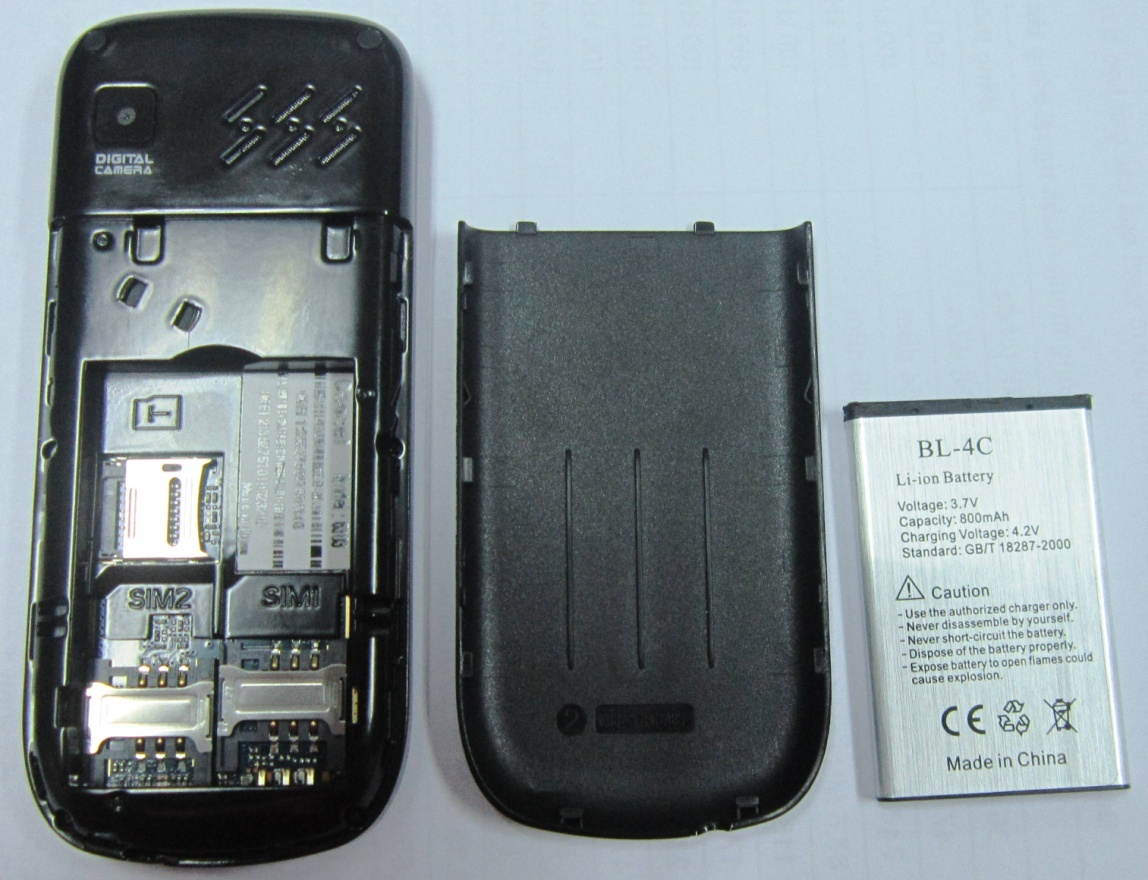 DIGITAL
CAMERA
T
SIM2
SIM1
2
BL-4C
Li-ion Battery
Voltage: 3.7V
Capacity: 800mAh
Charging Voltage: 4.2V
Standard: GB/T 18287-2000
Caution
- Use the authorized charger only.
- Never disassemble by yourself.
- Never short-circuit the battery.
- Dispose of the battery properly.
- Expose battery to open flames could
cause explosion.
CE
Made in China